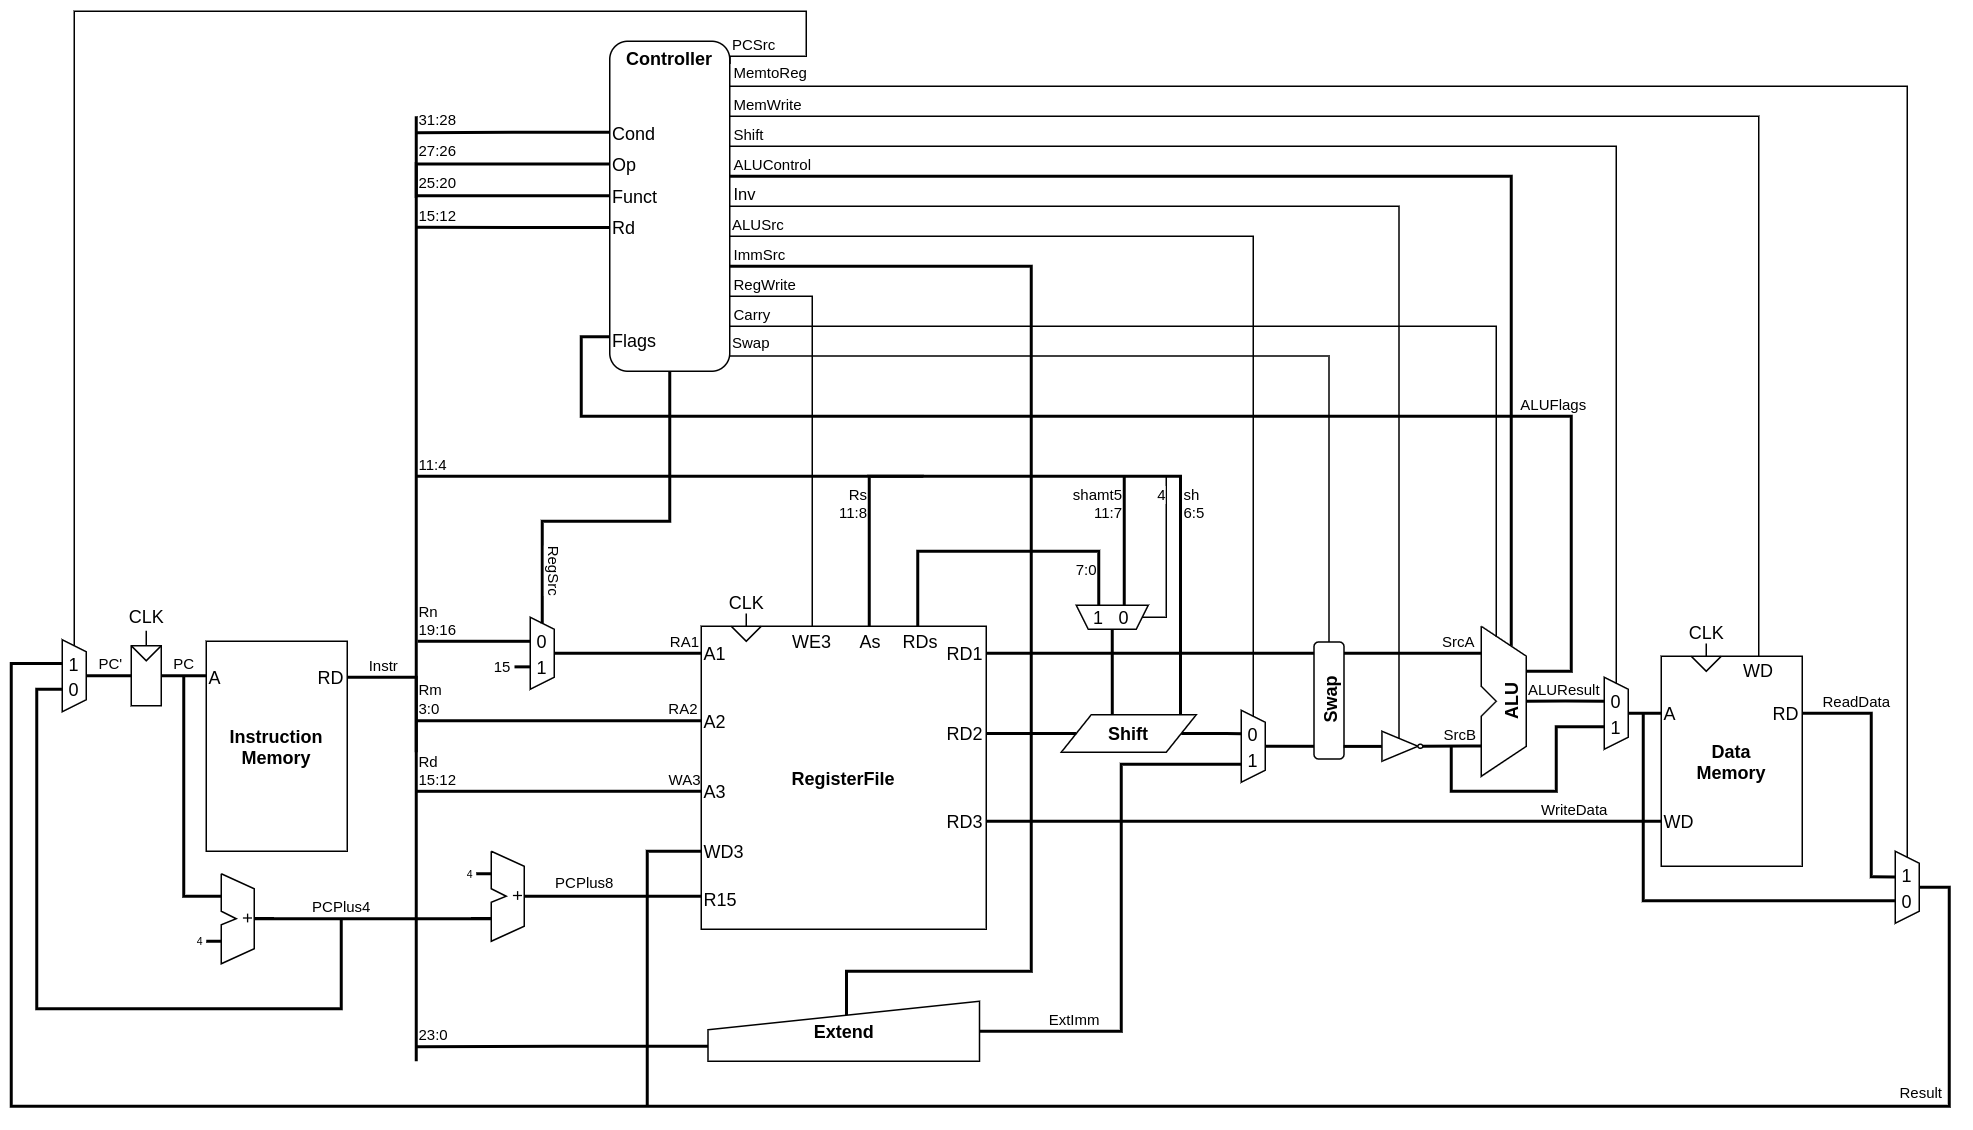 PCSrc
Controller
MemtoReg
MemWrite
31:28
Cond
Shift
27:26
Op
ALUControl
25:20
Funct
Inv
15:12
Rd
ALUSrc
ImmSrc
RegWrite
Carry
Flags
Swap
ALUFlags
11:4
Rs
11:8
shamt5
11:7
4
sh
6:5
RegSrc
7:0
CLK
CLK
Rn
19:16
1 0
CLK
WE3
As
RDs
0
1
15
RA1
A1
RD1
SrcA
1
0
PC'
PC
A
RD
Instr
Rm
3:0
RA2
A2
RD2
Shift
0
1
Swap
SrcB
ALU
ALUResult
0
1
WD
A
RD
ReadData
Instruction
Memory
Data
Memory
Rd
15:12
WA3
A3
RegisterFile
RD3
WriteData
WD
WD3
4
+
PCPlus8
R15
1
0
PCPlus4
+
4
23:0
Extend
ExtImm
Result